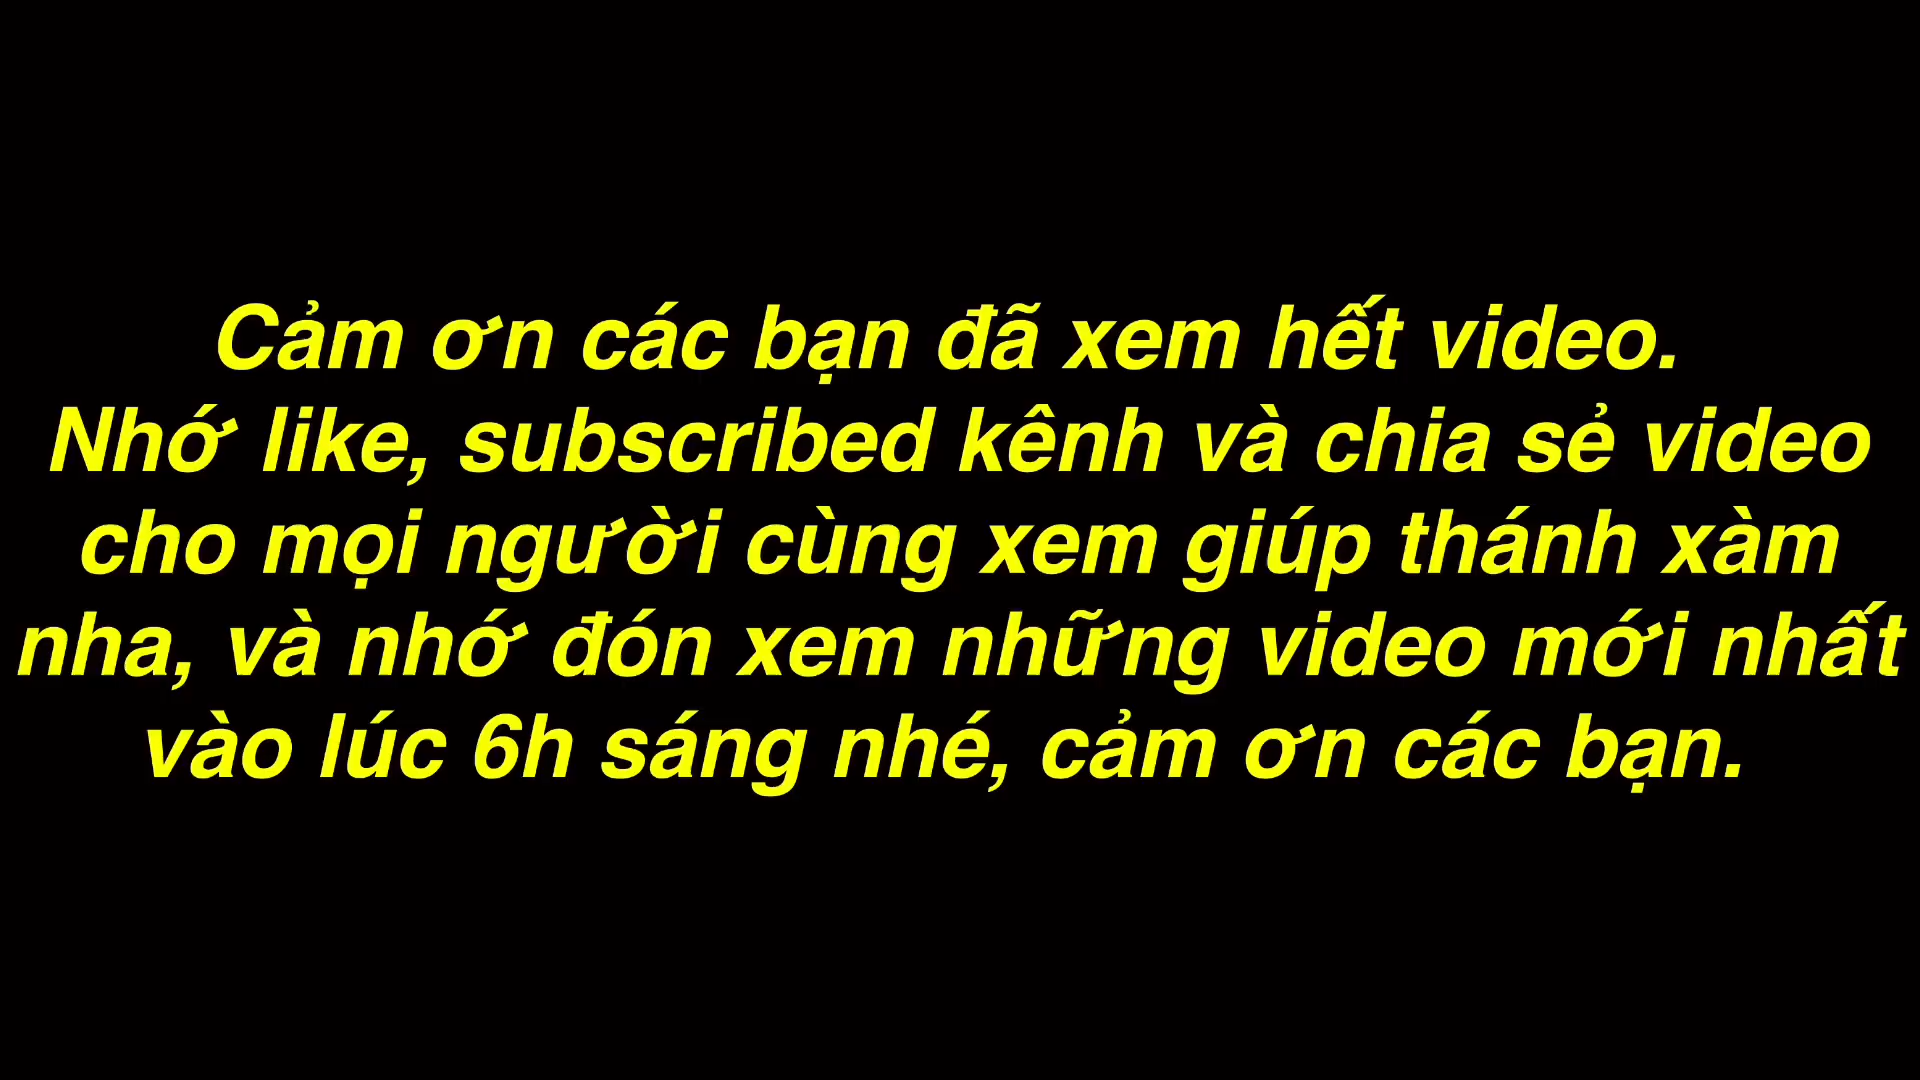 Cảm ơn các bạn đã xem hết video.
Nhớ like, subscribed kênh và chia sẻ video
cho mọi người cùng xem giúp thánh xàm
nha, và nhớ đón xem những video mới nhất
vào lúc 6h sáng nhé, cảm ơn các bạn.